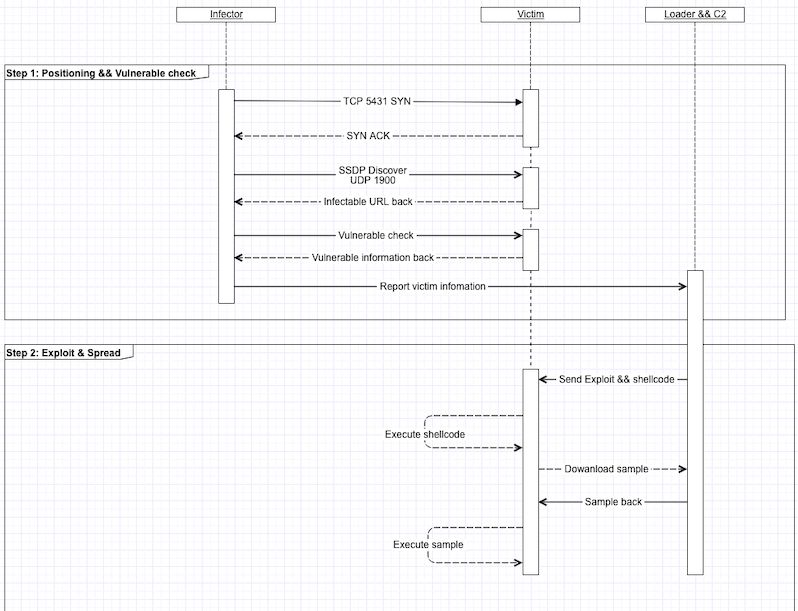 Infector
Victim
Loader && C2
Step 1: Positioning && Vulnerable check
TCP 5431 SYN
SYN ACK
SSDP Discover
UDP 1900
Infectable URL back
Vulnerable check
Vulnerable information back
Report victim infomation
Step 2: Exploit & Spread
Send Exploit && shellcode
Execute shellcode
Dowanload sample
Sample back
Execute sample